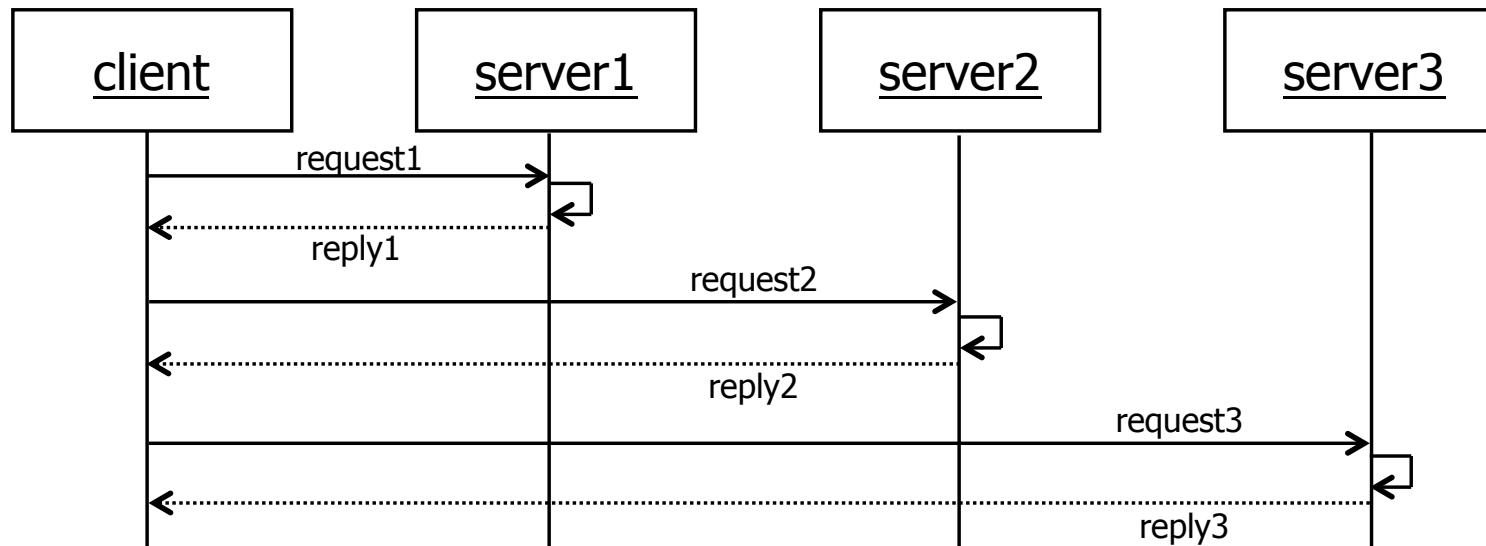 client
server1
server2
server3
request1
reply1
request2
reply2
request3
reply3